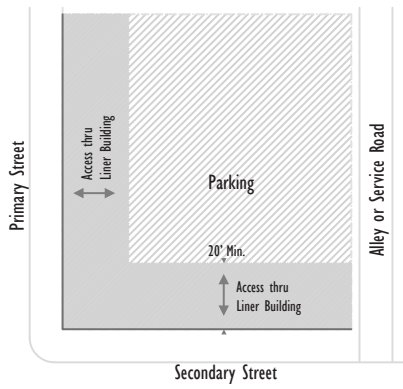 Primary Street
Access thru
Liner Building
Parking
20' Min.
Access thru
Liner Building
Alley or Service Road
Secondary Street